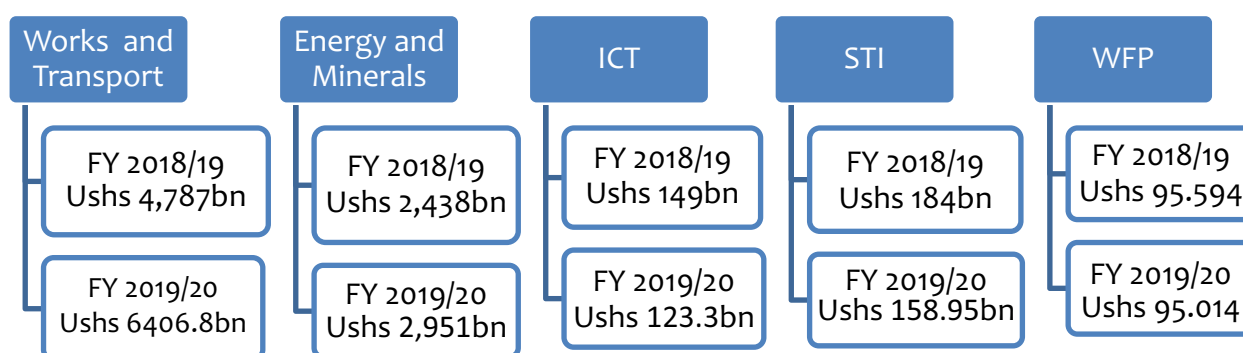 Works and
Transport
FY 2018/19
Ushs 4,787bn
FY 2019/20
Ushs 6406.8bn
Energy and
Minerals
FY 2018/19
Ushs 2,438bn
FY 2019/20
Ushs 2,951bn
ICT
FY 2018/19
Ushs 149bn
FY 2019/20
Ushs 123.3bn
STI
FY 2018/19
Ushs 184bn
FY 2019/20
Ushs 158.95bn
WFP
FY 2018/19
Ushs 95.594
FY 2019/20
Ushs 95.014